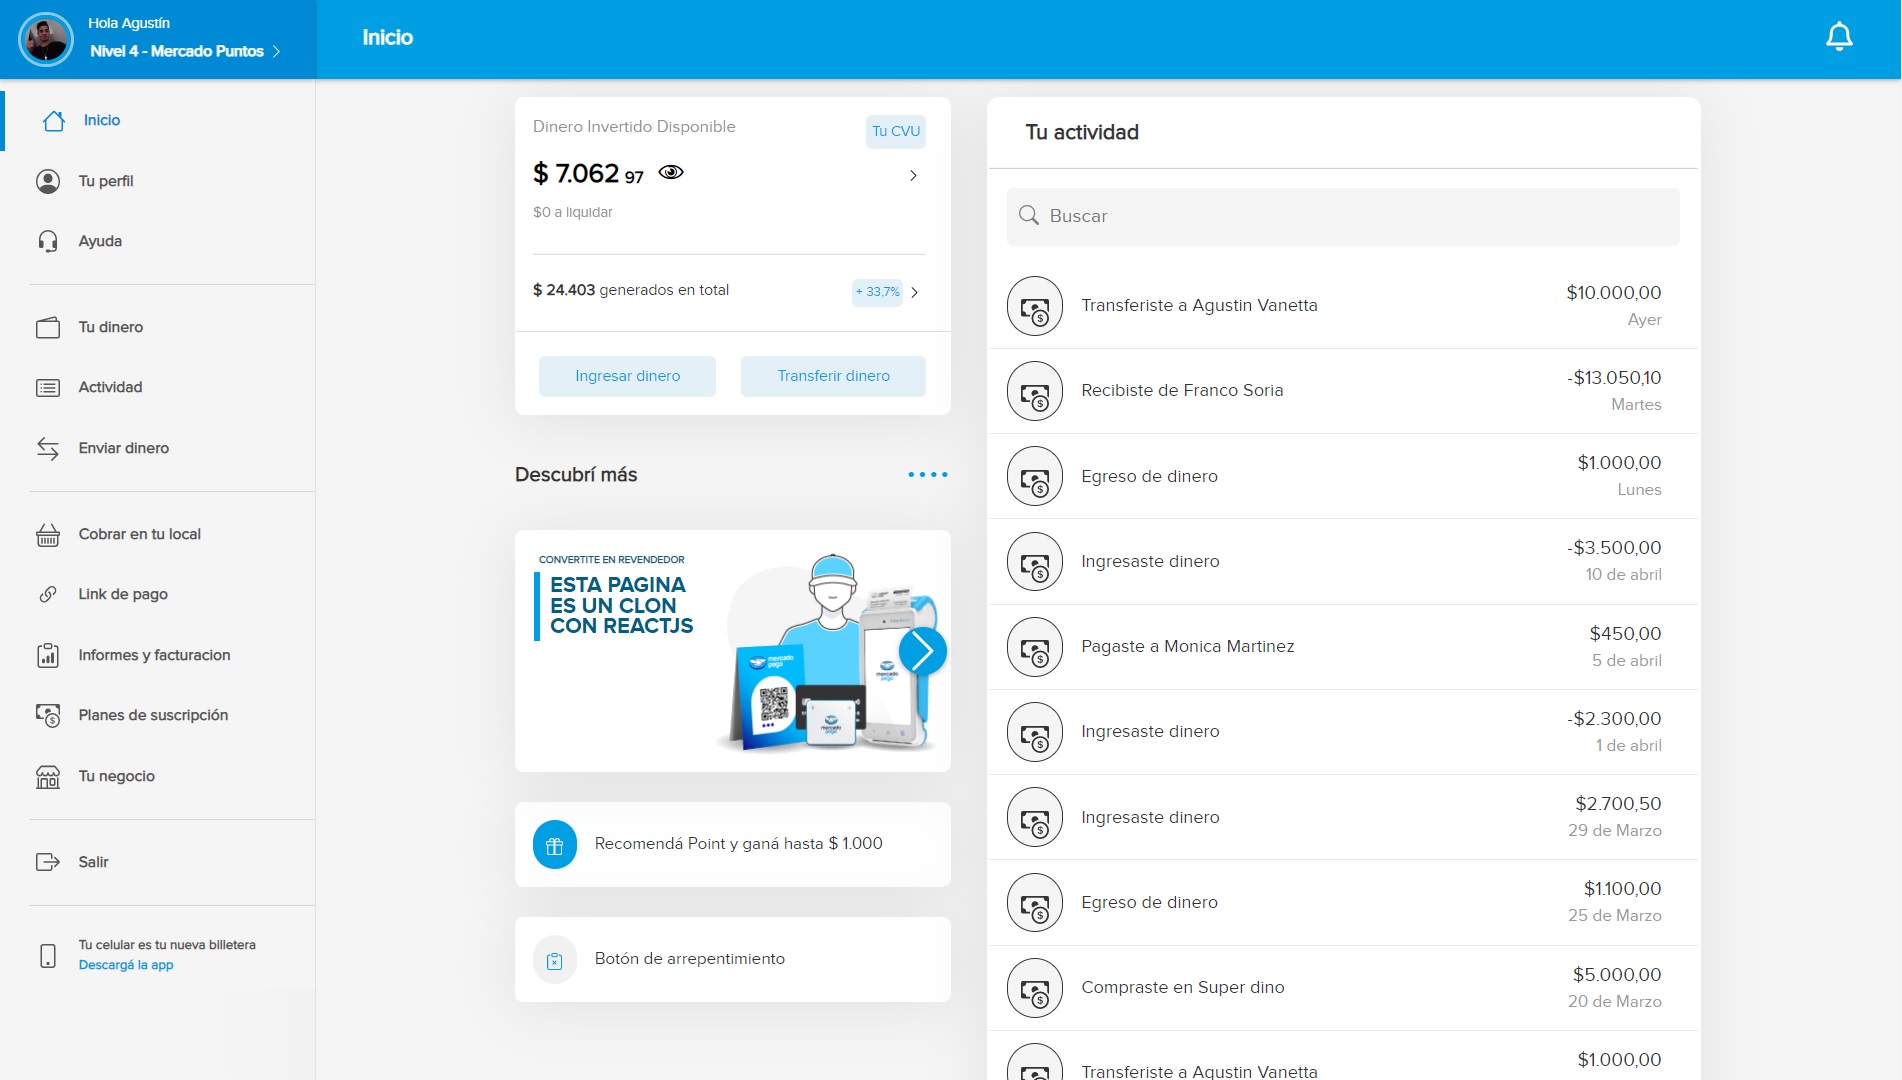 Hola Agustín
Nivel 4 - Mercado Puntos
Inicio
Inicio
Tu perfil
Ayuda
Tu dinero
Actividad
Enviar dinero
Cobrar en tu local
Link de pago
Informes y facturacion
Planes de suscripción
Tu negocio
Salir
Tu celular es tu nueva billetera
Descargá la app
Dinero Invertido Disponible
Tu CVU
$ 7.062 97
$0 a liquidar
$ 24.403 generados en total
+ 33,7%
Ingresar dinero
Transferir dinero
Descubrí más
CONVERTITE EN REVENDEDOR
ESTA PAGINA
ES UN CLON
CON REACTJS
mercado
pago
mercado
pago
mercado
pago
Recomendá Point y ganá hasta $ 1.000
Botón de arrepentimiento
Tu actividad
Buscar
Transferiste a Agustin Vanetta
$10.000,00
Ayer
Recibiste de Franco Soria
-$13.050,10
Martes
Egreso de dinero
$1.000,00
Lunes
Ingresaste dinero
-$3.500,00
10 de abril
Pagaste a Monica Martinez
$450,00
5 de abril
Ingresaste dinero
-$2.300,00
1 de abril
Ingresaste dinero
$2.700,50
29 de Marzo
Egreso de dinero
$1.100,00
25 de Marzo
Compraste en Super dino
$5.000,00
20 de Marzo
Transferiste a Agustin Vanetta
$1.000,00